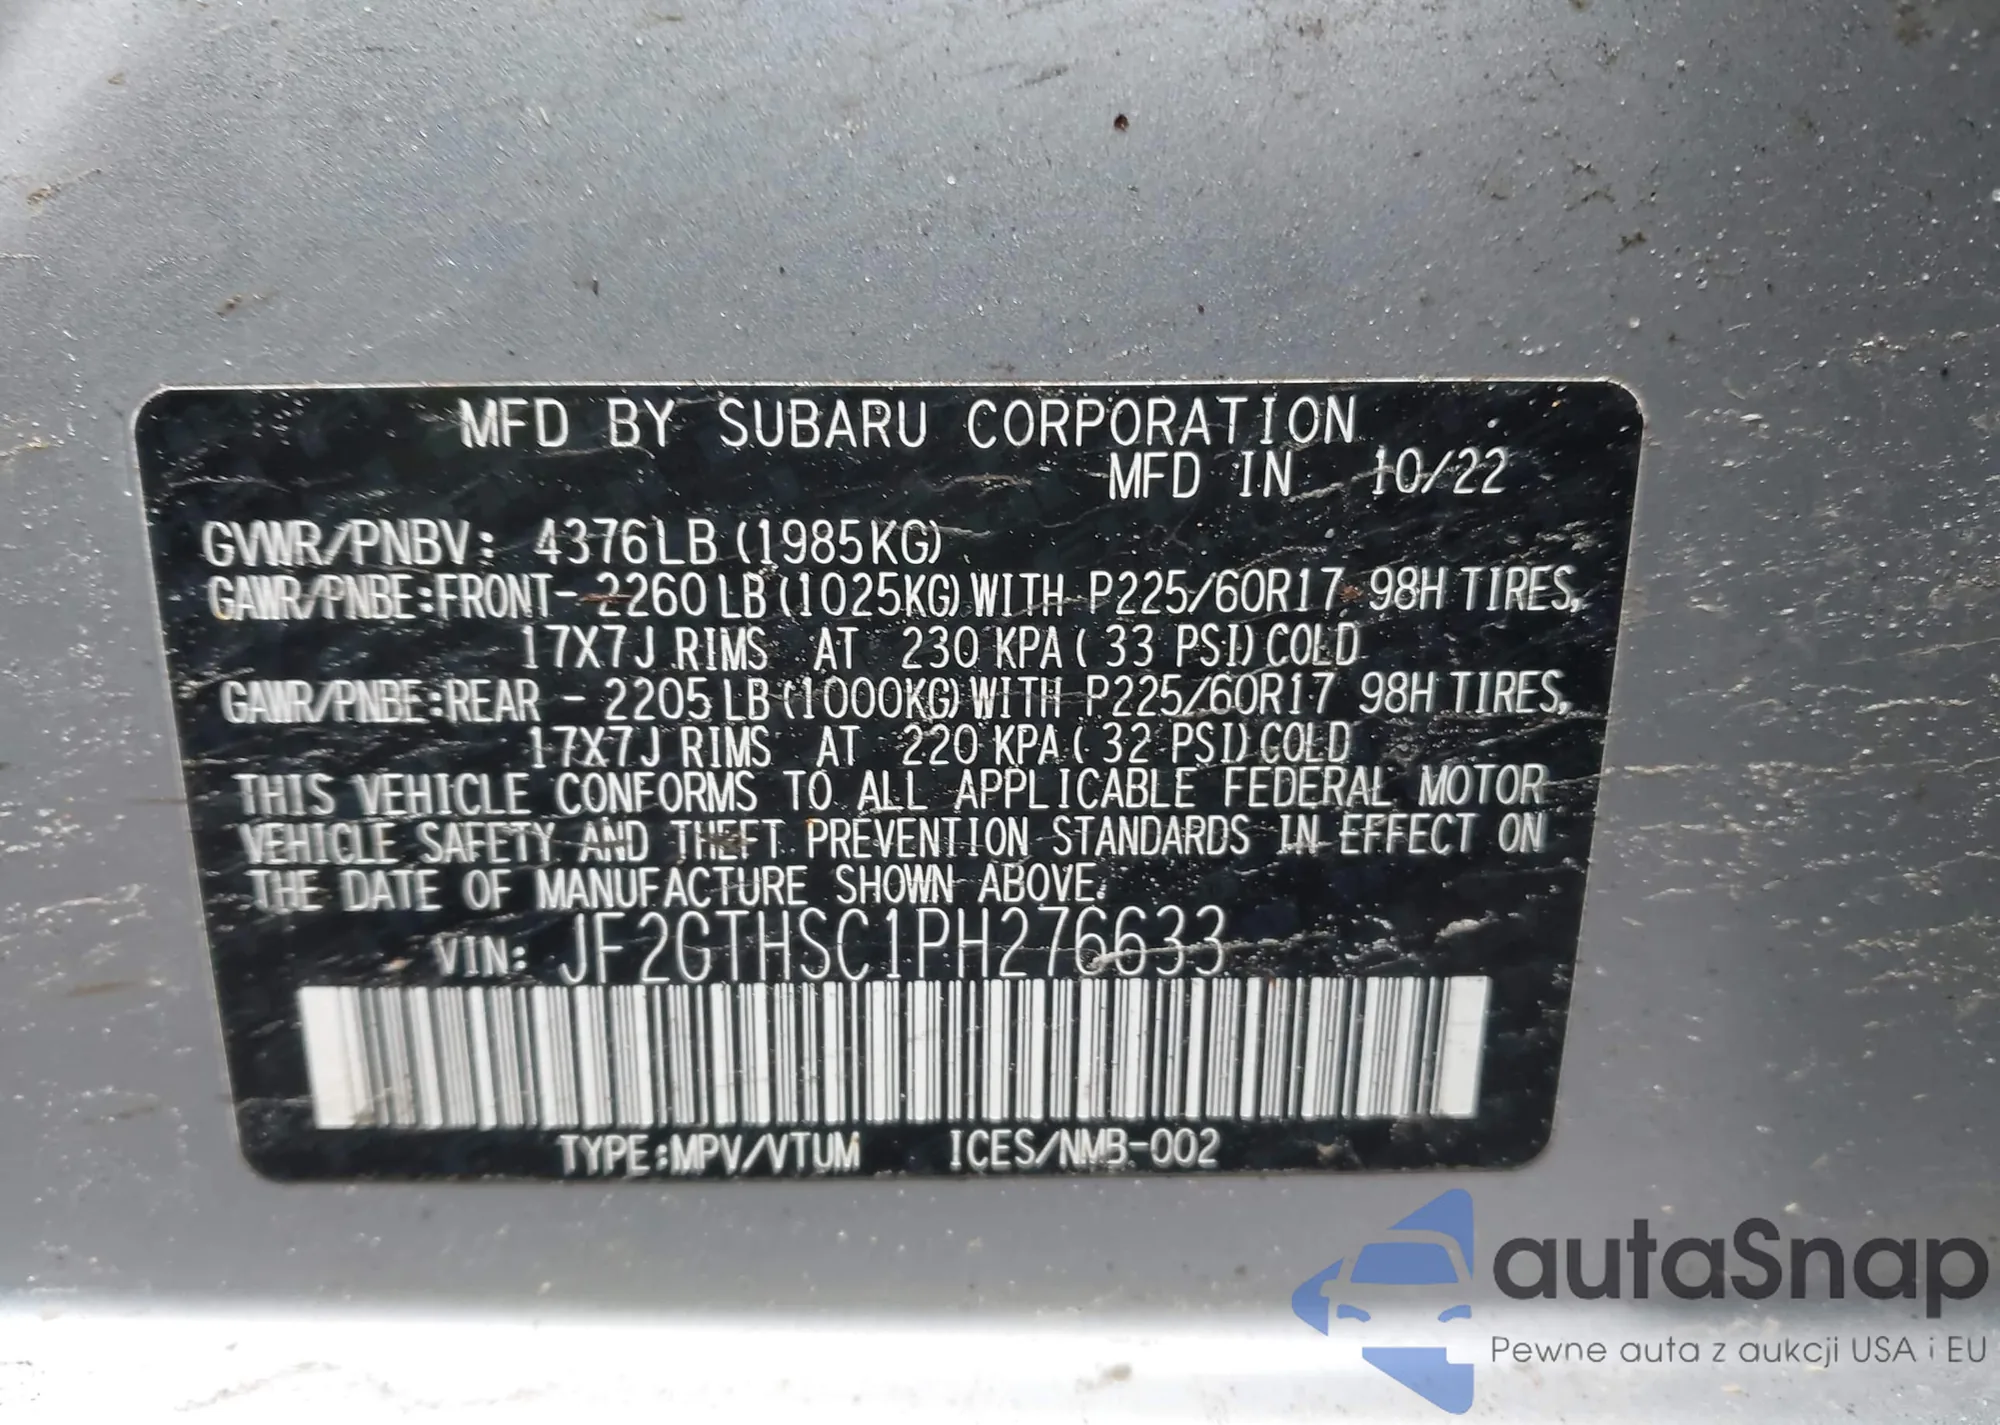 MFD BY SUBARU CORPORATION
MFD IN 10/22
GVWR/PNBV: 4376LB (1985KG)
GAWR/PNBE:FRONT- 2260 LB (1025KG) WITH P225/60R17 98H TIRES,
17X7J RIMS AT 230 KPA ( 33 PSI) COLD
GAWR/PNBE:REAR - 2205 LB (1000KG) WITH P225/60R17 98H TIRES,
17X7J RIMS AT 220 KPA ( 32 PSI) COLD
THIS VEHICLE CONFORMS TO ALL APPLICABLE FEDERAL MOTOR
VEHICLE SAFETY AND THEFT PREVENTION STANDARDS IN EFFECT ON
THE DATE OF MANUFACTURE SHOWN ABOVE.
VIN: JF2GTHSC1PH276633
TYPE:MPV/VTUM ICES/NMB-002
autaSnap
Pewne auta z aukcji USA i EU